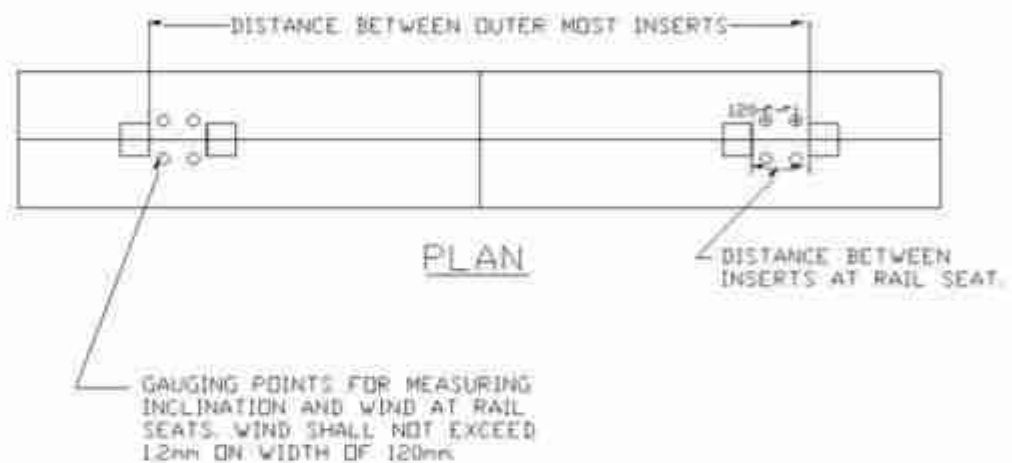 DISTANCE BETWEEN OUTER MOST INSERTS
120
PLAN
DISTANCE BETWEEN
INSERTS AT RAIL SEAT.
GAUGING POINTS FOR MEASURING
INCLINATION AND WIND AT RAIL
SEATS. WIND SHALL NOT EXCEED
1.2mm ON WIDTH OF 120mm